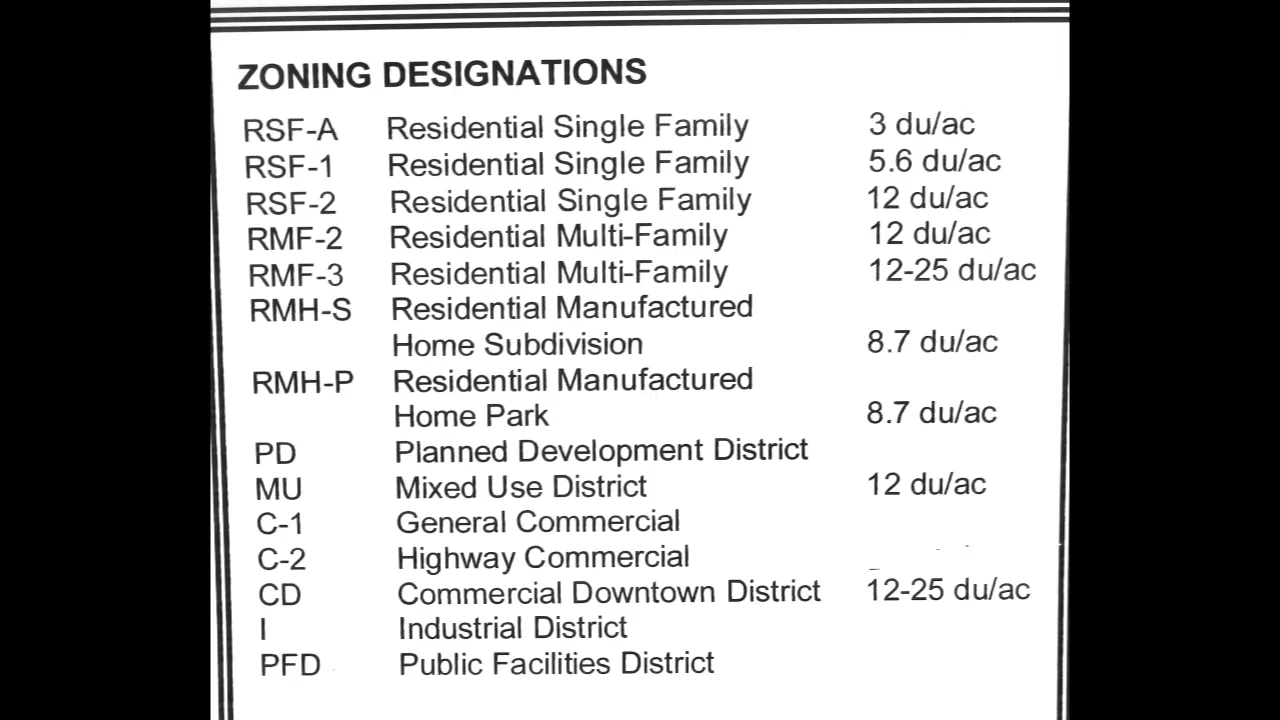 ZONING DESIGNATIONS
RSF-A Residential Single Family 3 du/ac
RSF-1 Residential Single Family 5.6 du/ac
RSF-2 Residential Single Family 12 du/ac
RMF-2 Residential Multi-Family 12 du/ac
RMF-3 Residential Multi-Family 12-25 du/ac
RMH-S Residential Manufactured
Home Subdivision 8.7 du/ac
RMH-P Residential Manufactured
Home Park 8.7 du/ac
PD Planned Development District
MU Mixed Use District 12 du/ac
C-1 General Commercial
C-2 Highway Commercial
CD Commercial Downtown District 12-25 du/ac
I Industrial District
PFD Public Facilities District